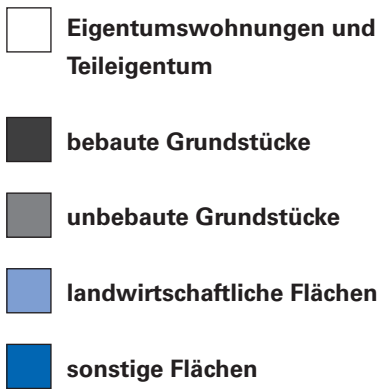 Eigentumswohnungen und
Teileigentum
bebaute Grundstücke
unbebaute Grundstücke
landwirtschaftliche Flächen
sonstige Flächen